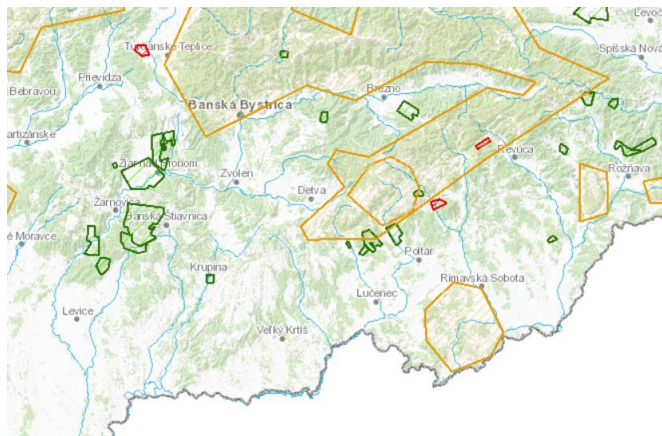 Levoč
Turčianske Teplice
Spišská Nová
Prievidza
Bebravou
Brezno
Banská Bystrica
artizánske
Revúca
Žiar nad Hronom
Rožňava
Zvolen
Detva
Žarnovica
Banská Štiavnica
é Moravce
Poltár
Krupina
Rimavská Sobota
Lučenec
Levice
Veľký Krtíš